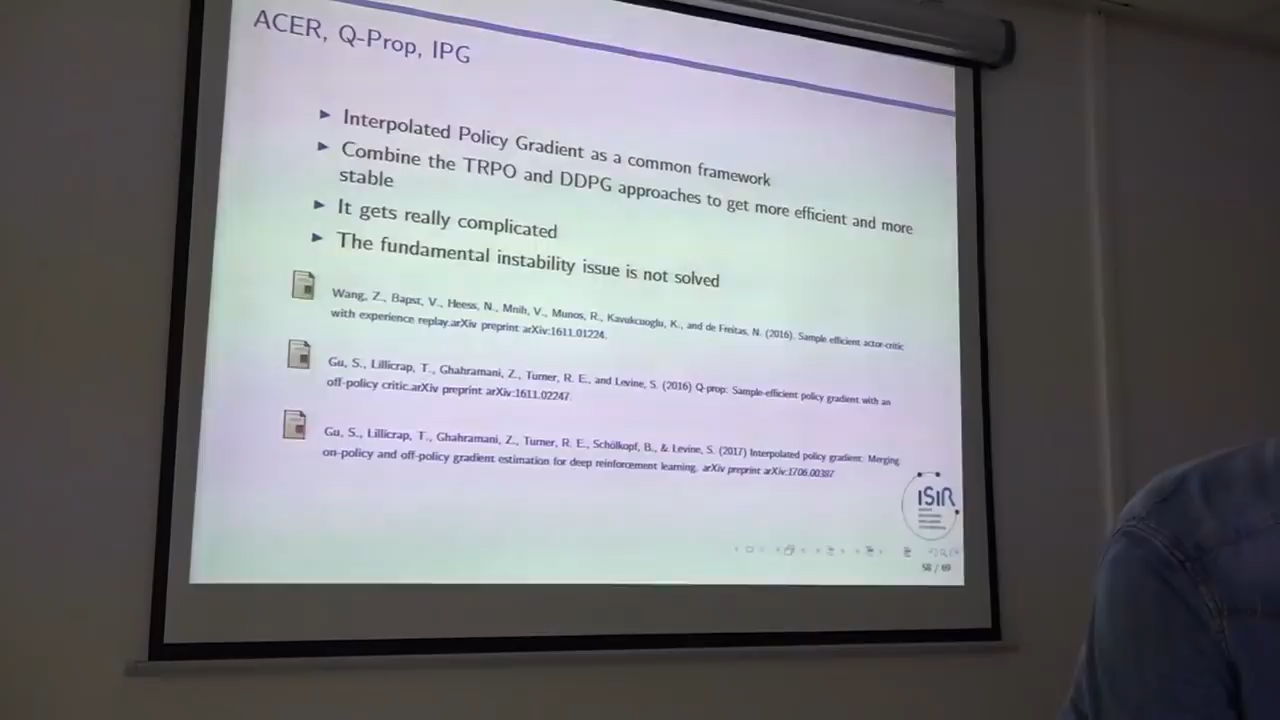 ACER, Q-Prop, IPG
► Interpolated Policy Gradient as a common framework
► Combine the TRPO and DDPG approaches to get more efficient and more
stable
► It gets really complicated
► The fundamental instability issue is not solved
Wang, Z., Bapst, V., Heess, N., Mnih, V., Munos, R., Kavukcuoglu, K., and de Freitas, N. (2016). Sample efficient actor-critic
with experience replay.arXiv preprint arXiv:1611.01224.
Gu, S., Lillicrap, T., Ghahramani, Z., Turner, R. E., and Levine, S. (2016) Q-prop: Sample-efficient policy gradient with an
off-policy critic.arXiv preprint arXiv:1611.02247.
Gu, S., Lillicrap, T., Ghahramani, Z., Turner, R. E., Schölkopf, B., & Levine, S. (2017) Interpolated policy gradient: Merging
on-policy and off-policy gradient estimation for deep reinforcement learning. arXiv preprint arXiv:1706.00387
ISIR
58 / 69